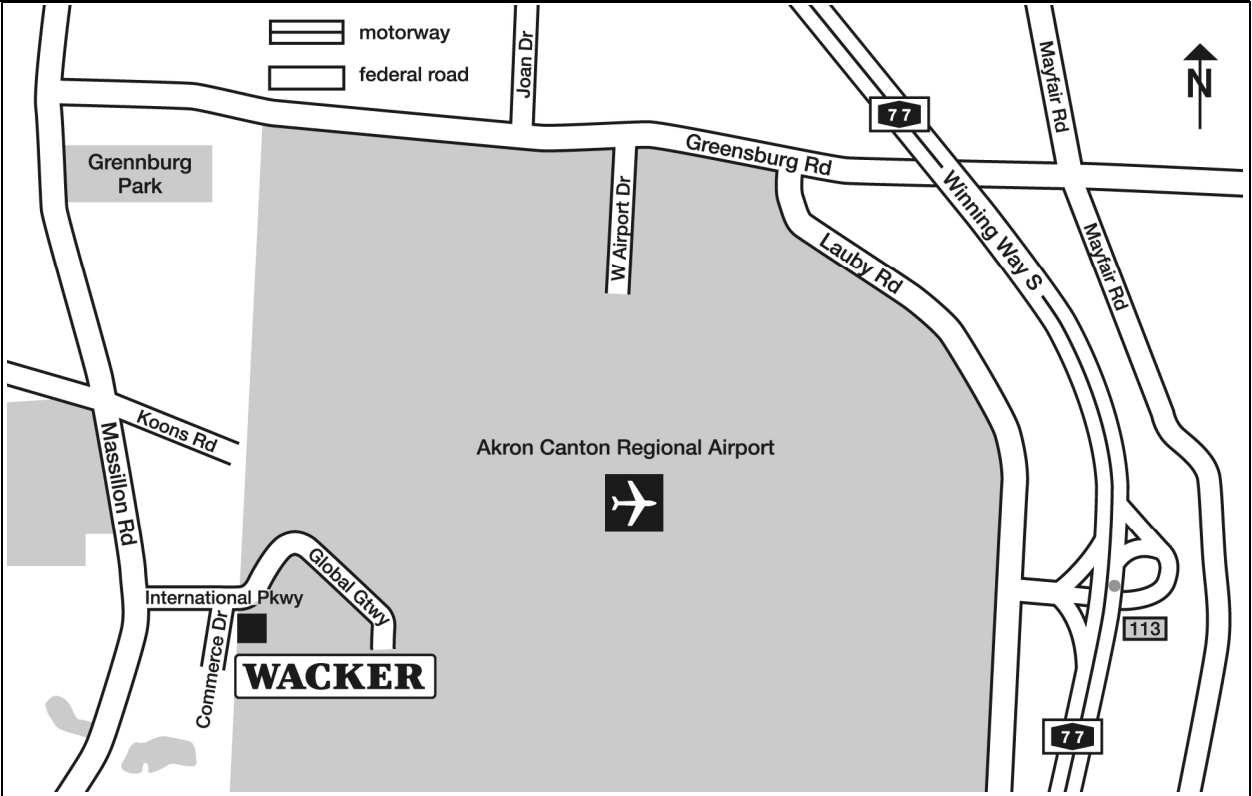 motorway
federal road
Joan Dr
77
Mayfair Rd
N
Grennburg
Park
Greensburg Rd
W Airport Dr
Winning Way S
Lauby Rd
Mayfair Rd
Koons Rd
Massillon Rd
Akron Canton Regional Airport
Global Gtwy
International Pkwy
Commerce Dr
113
WACKER
77